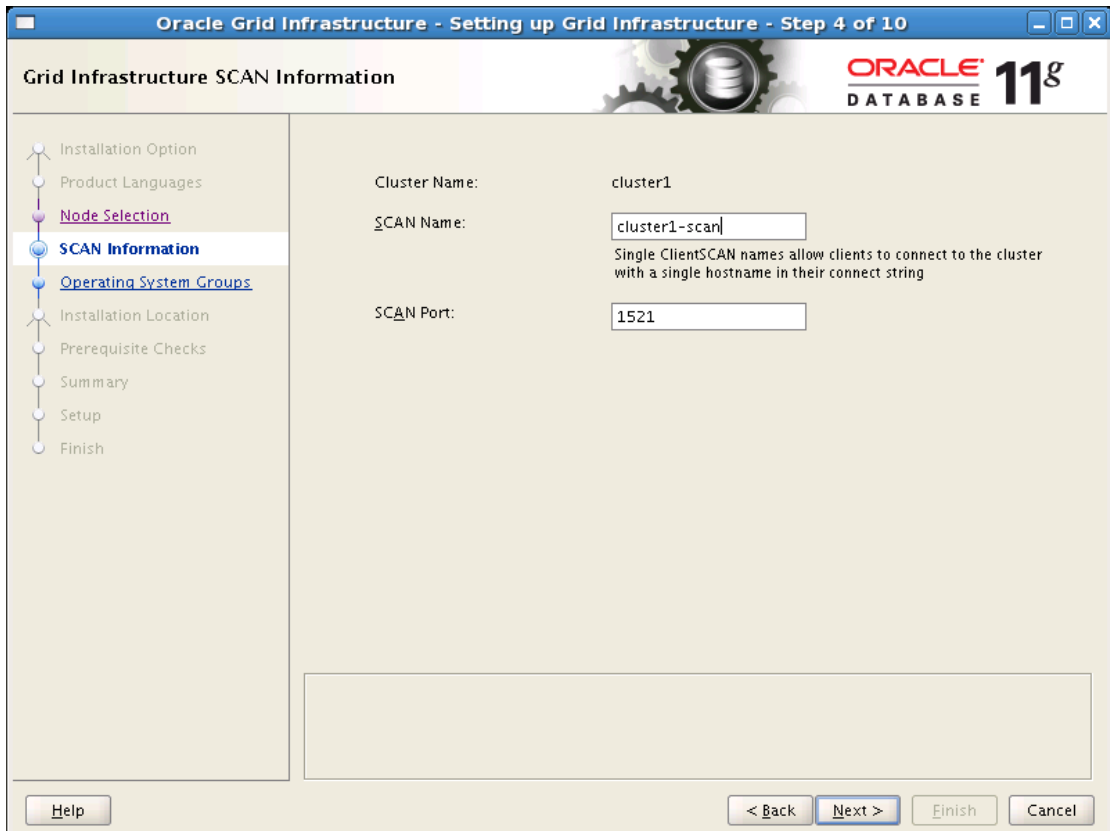 Oracle Grid Infrastructure - Setting up Grid Infrastructure - Step 4 of 10
Grid Infrastructure SCAN Information
ORACLE
DATABASE
11g
Installation Option
Product Languages
Node Selection
SCAN Information
Operating System Groups
Installation Location
Prerequisite Checks
Summary
Setup
Finish
Cluster Name: cluster1
SCAN Name: cluster1-scan
Single ClientSCAN names allow clients to connect to the cluster
with a single hostname in their connect string
SCAN Port: 1521
Help
< Back
Next >
Finish
Cancel